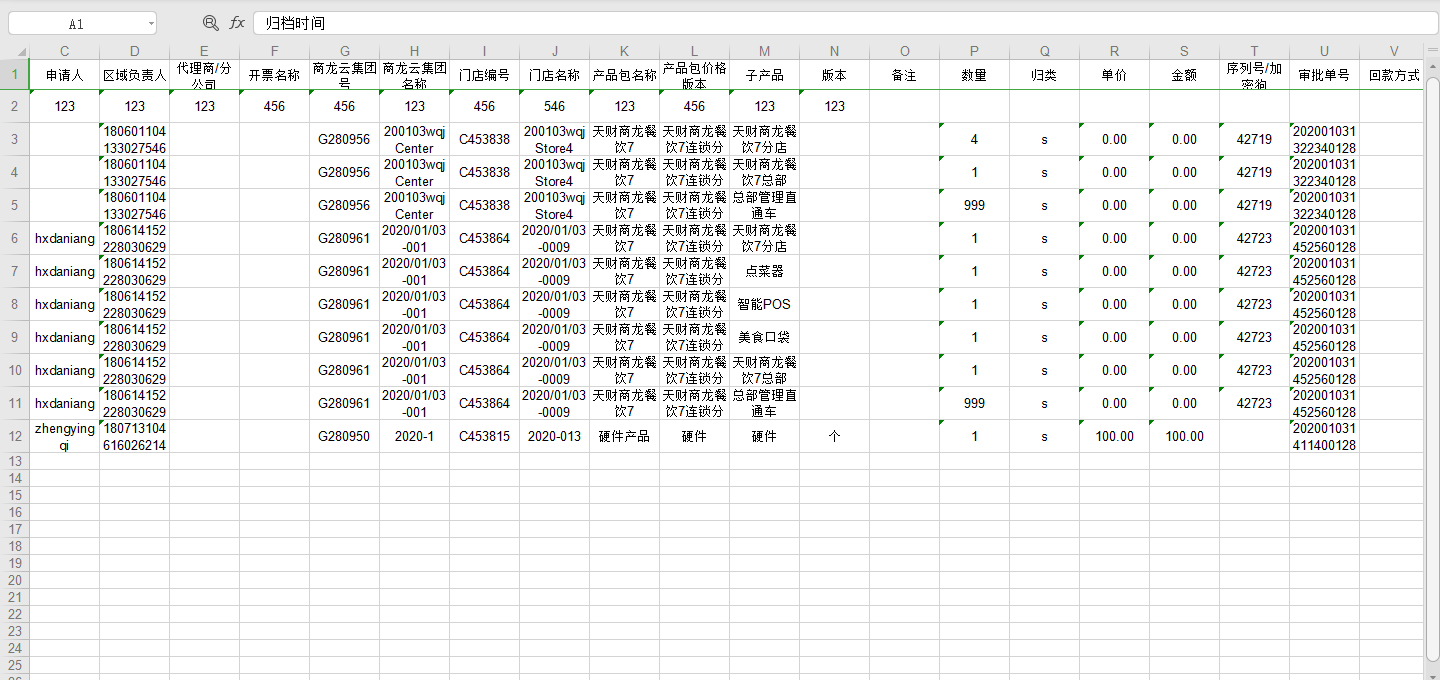 A1 fx 归档时间
C D E F G H I J K L M N O P Q R S T U V
1 申请人 区域负责人 代理商/分公司 开票名称 商龙云集团号 商龙云集团名称 门店编号 门店名称 产品包名称 产品包价格版本 子产品 版本 备注 数量 归类 单价 金额 序列号/加密狗 审批单号 回款方式
2 123 123 123 456 456 123 456 546 123 456 123 123
3 180601104133027546 G280956 200103wqjCenter C453838 200103wqjStore4 天财商龙餐饮7 天财商龙餐饮7连锁分 天财商龙餐饮7分店 4 s 0.00 0.00 42719 202001031322340128
4 180601104133027546 G280956 200103wqjCenter C453838 200103wqjStore4 天财商龙餐饮7 天财商龙餐饮7连锁分 天财商龙餐饮7总部 1 s 0.00 0.00 42719 202001031322340128
5 180601104133027546 G280956 200103wqjCenter C453838 200103wqjStore4 天财商龙餐饮7 天财商龙餐饮7连锁分 总部管理直通车 999 s 0.00 0.00 42719 202001031322340128
6 hxdaniang 180614152228030629 G280961 2020/01/03-001 C453864 2020/01/03-0009 天财商龙餐饮7 天财商龙餐饮7连锁分 天财商龙餐饮7分店 1 s 0.00 0.00 42723 202001031452560128
7 hxdaniang 180614152228030629 G280961 2020/01/03-001 C453864 2020/01/03-0009 天财商龙餐饮7 天财商龙餐饮7连锁分 点菜器 1 s 0.00 0.00 42723 202001031452560128
8 hxdaniang 180614152228030629 G280961 2020/01/03-001 C453864 2020/01/03-0009 天财商龙餐饮7 天财商龙餐饮7连锁分 智能POS 1 s 0.00 0.00 42723 202001031452560128
9 hxdaniang 180614152228030629 G280961 2020/01/03-001 C453864 2020/01/03-0009 天财商龙餐饮7 天财商龙餐饮7连锁分 美食口袋 1 s 0.00 0.00 42723 202001031452560128
10 hxdaniang 180614152228030629 G280961 2020/01/03-001 C453864 2020/01/03-0009 天财商龙餐饮7 天财商龙餐饮7连锁分 天财商龙餐饮7总部 1 s 0.00 0.00 42723 202001031452560128
11 hxdaniang 180614152228030629 G280961 2020/01/03-001 C453864 2020/01/03-0009 天财商龙餐饮7 天财商龙餐饮7连锁分 总部管理直通车 999 s 0.00 0.00 42723 202001031452560128
12 zhengyingqi 180713104616026214 G280950 2020-1 C453815 2020-013 硬件产品 硬件 硬件 个 1 s 100.00 100.00 202001031411400128
13
14
15
16
17
18
19
20
21
22
23
24
25